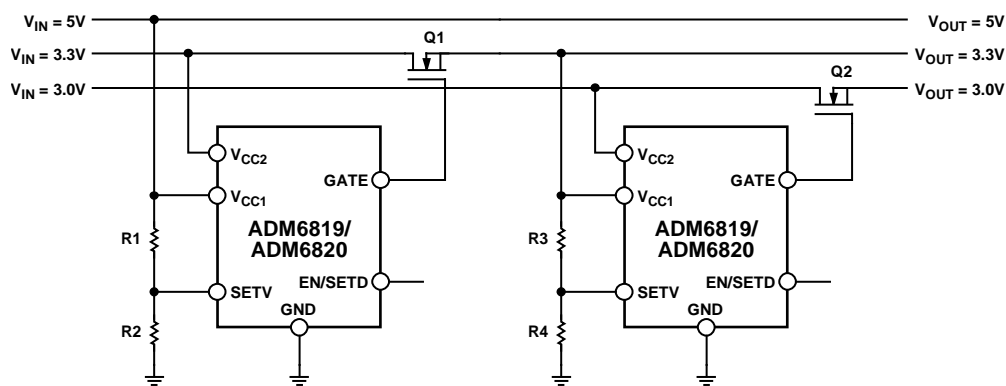 V_IN = 5V
V_OUT = 5V
V_IN = 3.3V
Q1
V_OUT = 3.3V
V_IN = 3.0V
Q2
V_OUT = 3.0V
V_CC2
GATE
V_CC1
ADM6819/
ADM6820
R1
EN/SETD
SETV
GND
R2
V_CC2
GATE
V_CC1
ADM6819/
ADM6820
R3
EN/SETD
SETV
GND
R4